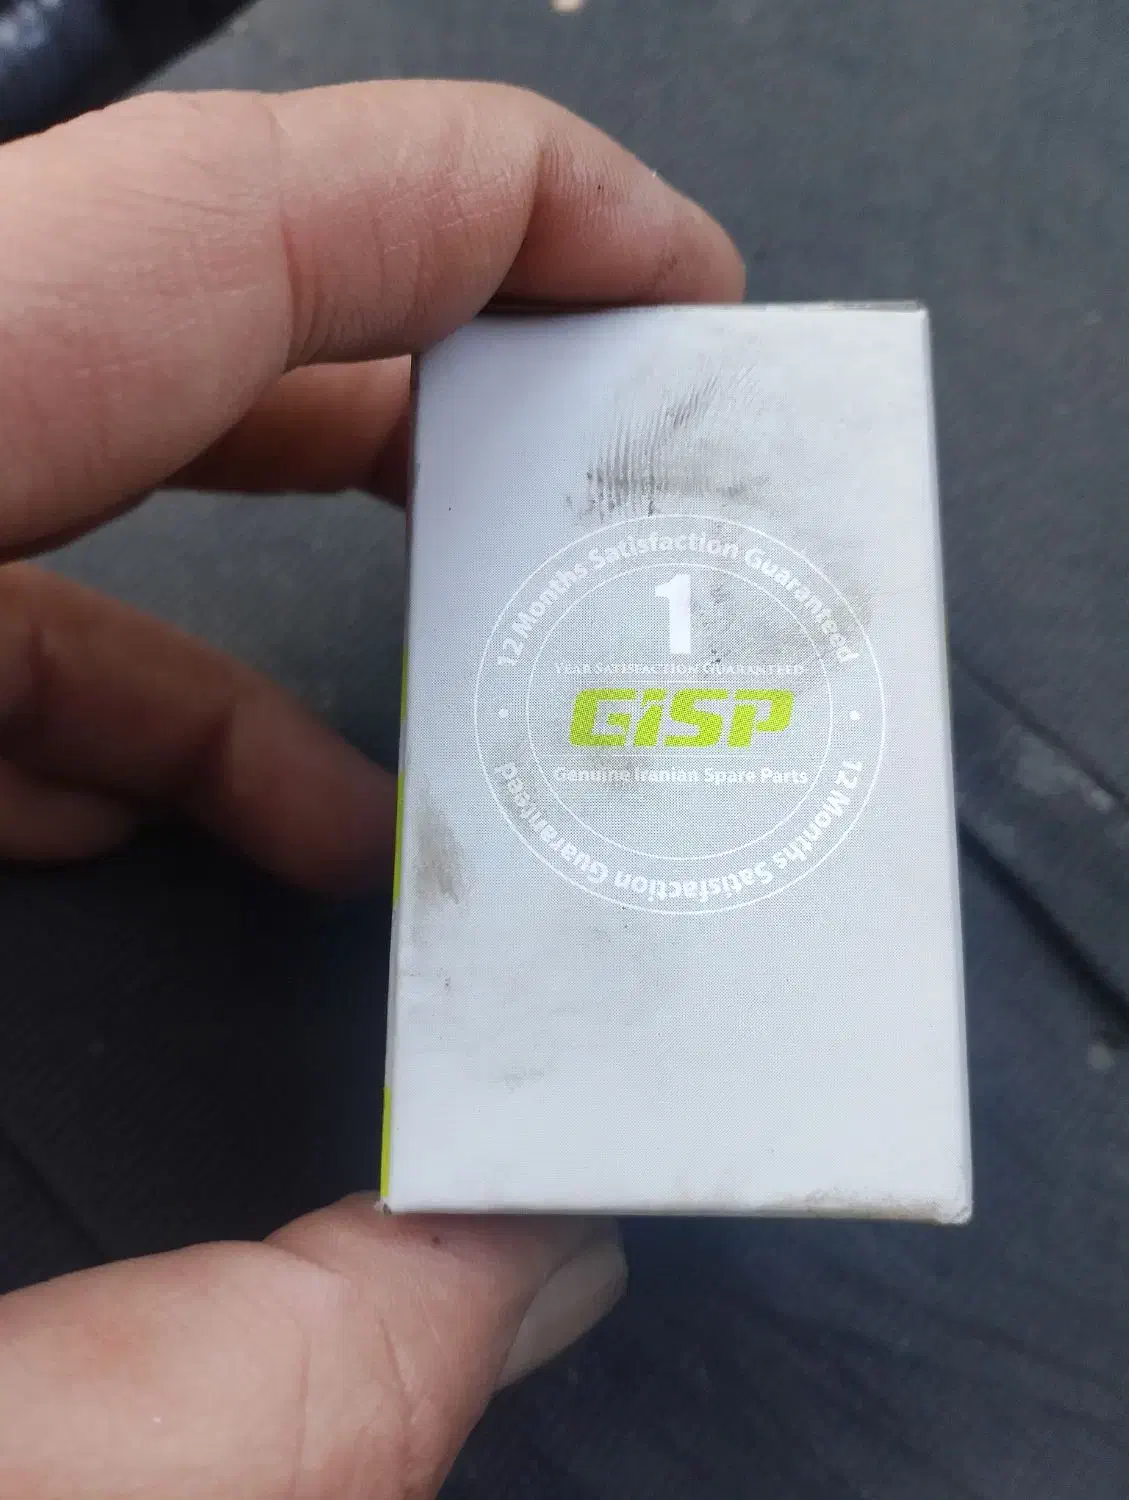 12 Months Satisfaction Guaranteed
1
YEAR SATISFACTION GUARANTEED
GISP
Genuine Iranian Spare Parts
12 Months Satisfaction Guaranteed